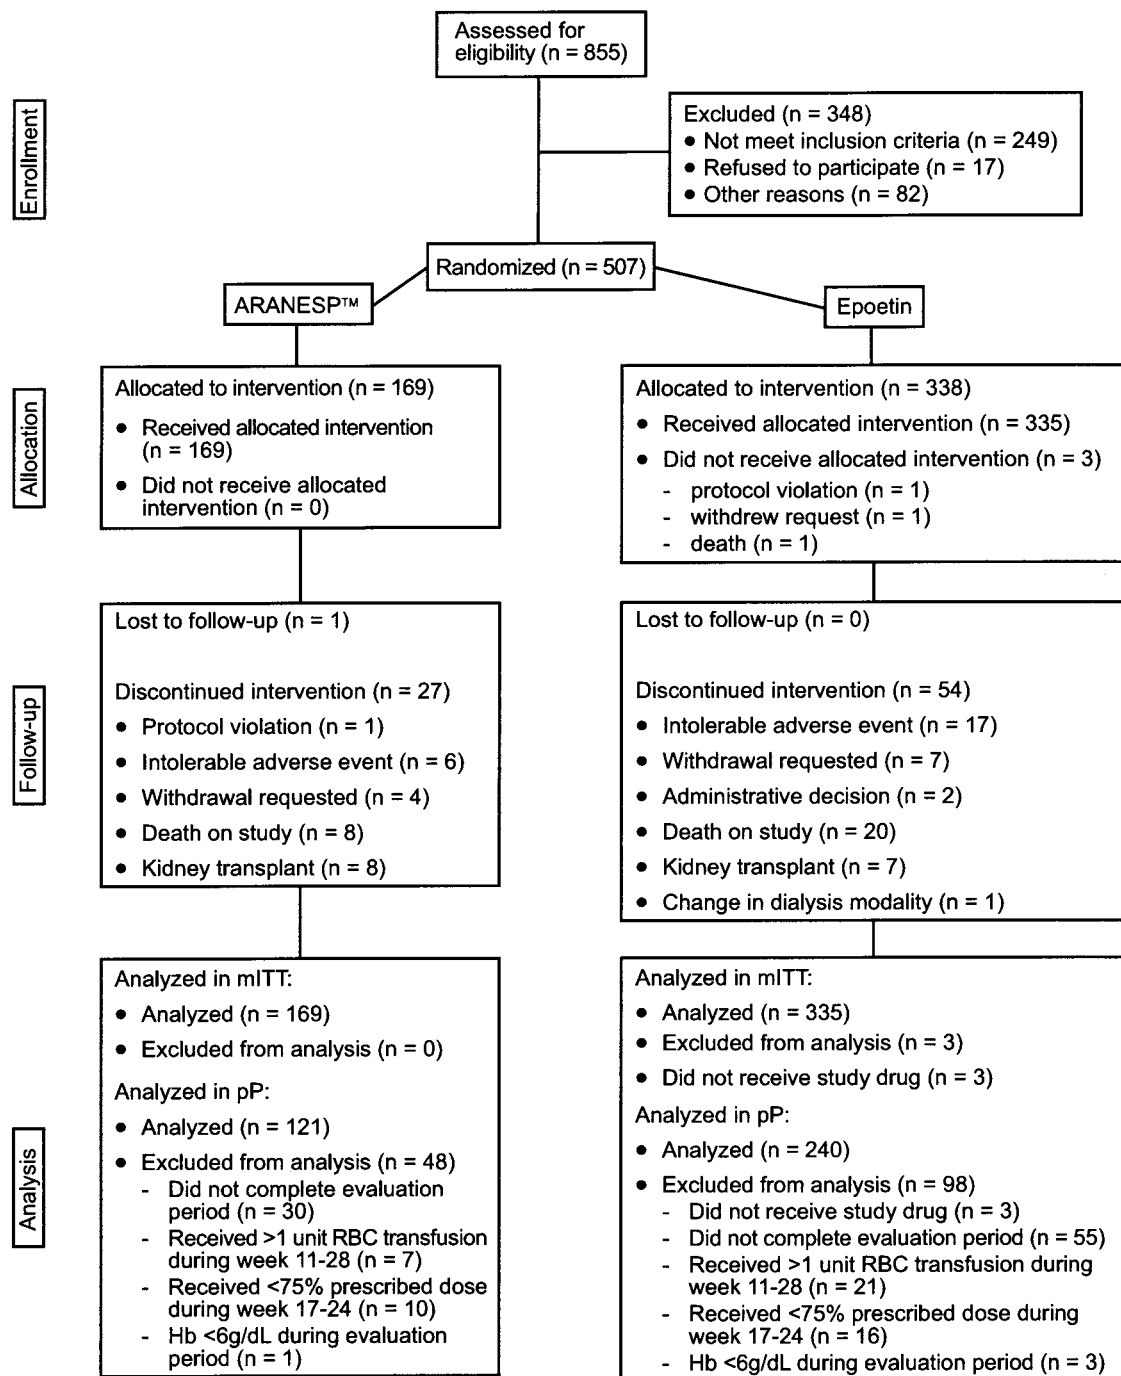 Assessed for
eligibility (n = 855)
Enrollment
Excluded (n = 348)
● Not meet inclusion criteria (n = 249)
● Refused to participate (n = 17)
● Other reasons (n = 82)
Randomized (n = 507)
ARANESP™
Epoetin
Allocation
Allocated to intervention (n = 169)
● Received allocated intervention
(n = 169)
● Did not receive allocated
intervention (n = 0)
Allocated to intervention (n = 338)
● Received allocated intervention (n = 335)
● Did not receive allocated intervention (n = 3)
- protocol violation (n = 1)
- withdrew request (n = 1)
- death (n = 1)
Follow-up
Lost to follow-up (n = 1)
Discontinued intervention (n = 27)
● Protocol violation (n = 1)
● Intolerable adverse event (n = 6)
● Withdrawal requested (n = 4)
● Death on study (n = 8)
● Kidney transplant (n = 8)
Lost to follow-up (n = 0)
Discontinued intervention (n = 54)
● Intolerable adverse event (n = 17)
● Withdrawal requested (n = 7)
● Administrative decision (n = 2)
● Death on study (n = 20)
● Kidney transplant (n = 7)
● Change in dialysis modality (n = 1)
Analysis
Analyzed in mITT:
● Analyzed (n = 169)
● Excluded from analysis (n = 0)
Analyzed in pP:
● Analyzed (n = 121)
● Excluded from analysis (n = 48)
- Did not complete evaluation
period (n = 30)
- Received >1 unit RBC transfusion
during week 11-28 (n = 7)
- Received <75% prescribed dose
during week 17-24 (n = 10)
- Hb <6g/dL during evaluation
period (n = 1)
Analyzed in mITT:
● Analyzed (n = 335)
● Excluded from analysis (n = 3)
● Did not receive study drug (n = 3)
Analyzed in pP:
● Analyzed (n = 240)
● Excluded from analysis (n = 98)
- Did not receive study drug (n = 3)
- Did not complete evaluation period (n = 55)
- Received >1 unit RBC transfusion during
week 11-28 (n = 21)
- Received <75% prescribed dose during
week 17-24 (n = 16)
- Hb <6g/dL during evaluation period (n = 3)